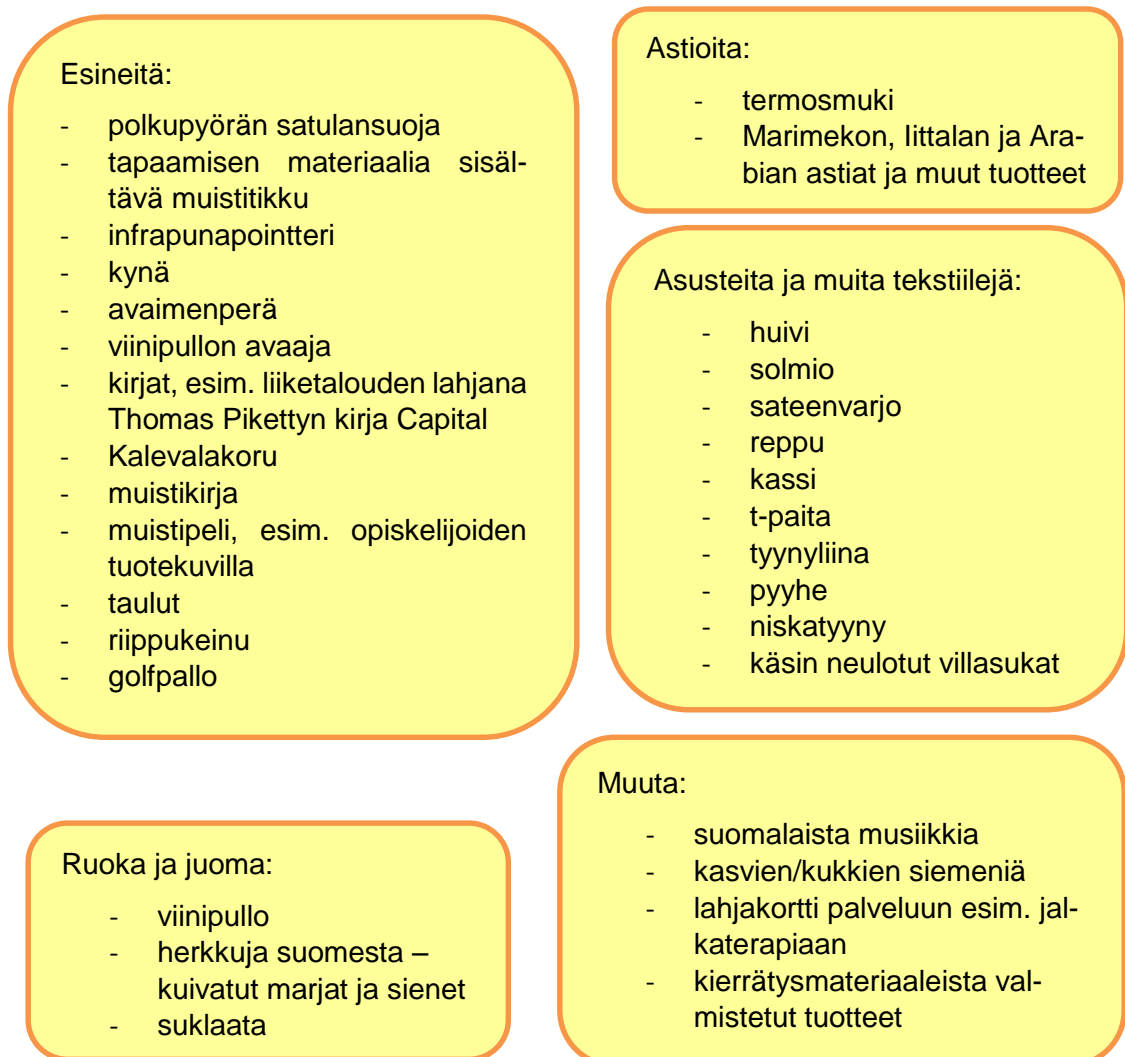 Esineitä:
- polkupyörän satulansuoja
- tapaamisen materiaalia sisäl-
tävä muistitikku
- infrapunapointteri
- kynä
- avaimenperä
- viinipullon avaaja
- kirjat, esim. liiketalouden lahjana
Thomas Pikettyn kirja Capital
- Kalevalakoru
- muistikirja
- muistipeli, esim. opiskelijoiden
tuotekuvilla
- taulut
- riippukeinu
- golfpallo
Astioita:
- termosmuki
- Marimekon, Iittalan ja Ara-
bian astiat ja muut tuotteet
Asusteita ja muita tekstiilejä:
- huivi
- solmio
- sateenvarjo
- reppu
- kassi
- t-paita
- tyynyliina
- pyyhe
- niskatyyny
- käsin neulotut villasukat
Ruoka ja juoma:
- viinipullo
- herkkuja suomesta –
kuivatut marjat ja sienet
- suklaata
Muuta:
- suomalaista musiikkia
- kasvien/kukkien siemeniä
- lahjakortti palveluun esim. jal-
katerapiaan
- kierrätysmateriaaleista val-
mistetut tuotteet